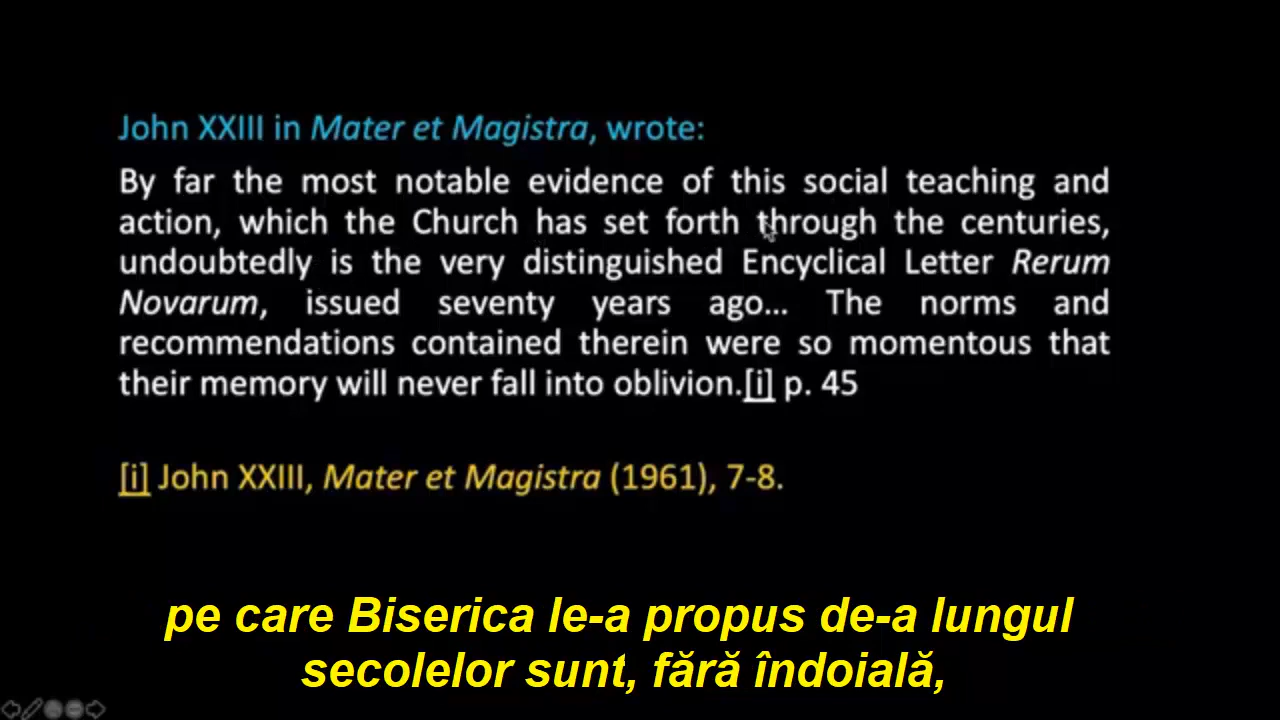 John XXIII in Mater et Magistra, wrote:
By far the most notable evidence of this social teaching and
action, which the Church has set forth through the centuries,
undoubtedly is the very distinguished Encyclical Letter Rerum
Novarum, issued seventy years ago... The norms and
recommendations contained therein were so momentous that
their memory will never fall into oblivion.[i] p. 45
[i] John XXIII, Mater et Magistra (1961), 7-8.
pe care Biserica le-a propus de-a lungul
secolelor sunt, fără îndoială,